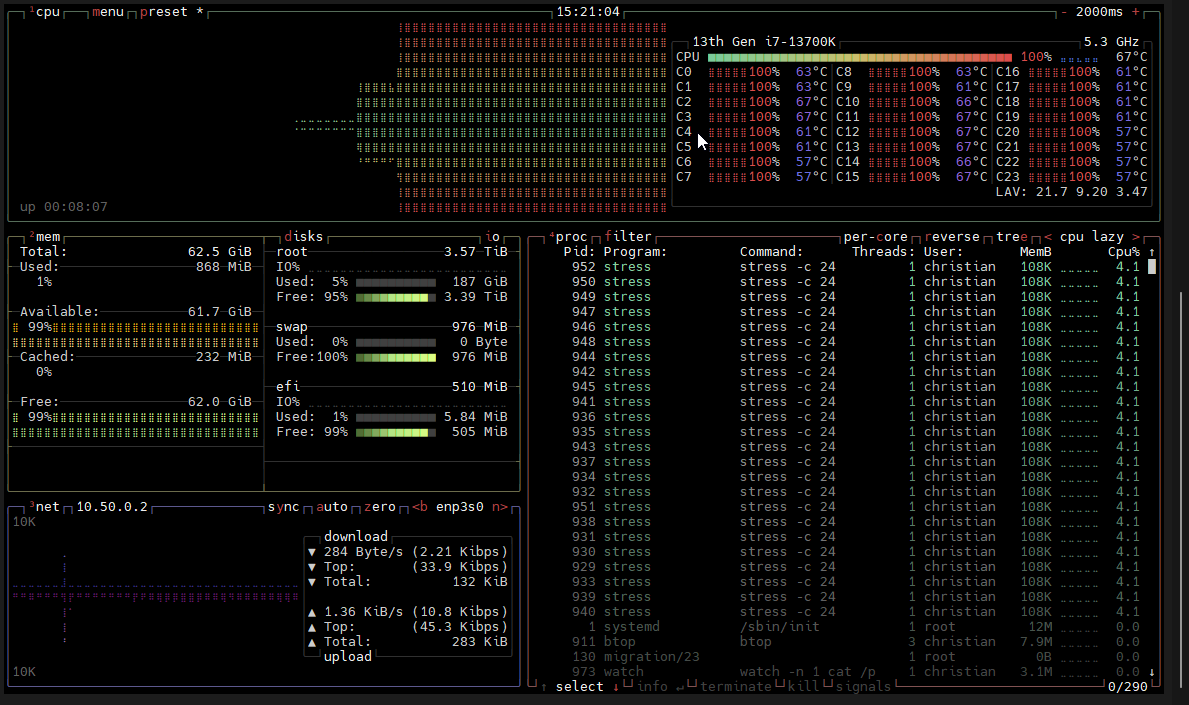 ¹cpu menu preset * 15:21:04 - 2000ms +
13th Gen i7-13700K 5.3 GHz
CPU 100% 67°C
C0 100% 63°C C8 100% 63°C C16 100% 61°C
C1 100% 63°C C9 100% 61°C C17 100% 61°C
C2 100% 67°C C10 100% 66°C C18 100% 61°C
C3 100% 67°C C11 100% 67°C C19 100% 61°C
C4 100% 61°C C12 100% 67°C C20 100% 57°C
C5 100% 61°C C13 100% 67°C C21 100% 57°C
C6 100% 57°C C14 100% 66°C C22 100% 57°C
C7 100% 57°C C15 100% 67°C C23 100% 57°C
LAV: 21.7 9.20 3.47
up 00:08:07
²mem
Total: 62.5 GiB
Used: 868 MiB
1%
Available: 61.7 GiB
99%
Cached: 232 MiB
0%
Free: 62.0 GiB
99%
disks io
root 3.57 TiB
IO%
Used: 5% 187 GiB
Free: 95% 3.39 TiB
swap 976 MiB
Used: 0% 0 Byte
Free:100% 976 MiB
efi 510 MiB
IO%
Used: 1% 5.84 MiB
Free: 99% 505 MiB
³net 10.50.0.2 sync auto zero <b enp3s0 n>
10K
download
▼ 284 Byte/s (2.21 Kibps)
▼ Top: (33.9 Kibps)
▼ Total: 132 KiB
▲ 1.36 KiB/s (10.8 Kibps)
▲ Top: (45.3 Kibps)
▲ Total: 283 KiB
upload
10K
⁴proc filter per-core reverse tree < cpu lazy >
Pid: Program: Command: Threads: User: MemB Cpu% ↑
952 stress stress -c 24 1 christian 108K 4.1
950 stress stress -c 24 1 christian 108K 4.1
949 stress stress -c 24 1 christian 108K 4.1
947 stress stress -c 24 1 christian 108K 4.1
946 stress stress -c 24 1 christian 108K 4.1
948 stress stress -c 24 1 christian 108K 4.1
944 stress stress -c 24 1 christian 108K 4.1
942 stress stress -c 24 1 christian 108K 4.1
945 stress stress -c 24 1 christian 108K 4.1
941 stress stress -c 24 1 christian 108K 4.1
936 stress stress -c 24 1 christian 108K 4.1
935 stress stress -c 24 1 christian 108K 4.1
943 stress stress -c 24 1 christian 108K 4.1
937 stress stress -c 24 1 christian 108K 4.1
934 stress stress -c 24 1 christian 108K 4.1
932 stress stress -c 24 1 christian 108K 4.1
951 stress stress -c 24 1 christian 108K 4.1
938 stress stress -c 24 1 christian 108K 4.1
931 stress stress -c 24 1 christian 108K 4.1
930 stress stress -c 24 1 christian 108K 4.1
929 stress stress -c 24 1 christian 108K 4.1
933 stress stress -c 24 1 christian 108K 4.1
939 stress stress -c 24 1 christian 108K 4.1
940 stress stress -c 24 1 christian 108K 4.1
1 systemd /sbin/init 1 root 12M 0.0
911 btop btop 3 christian 7.9M 0.0
130 migration/23 1 root 0B 0.0
973 watch watch -n 1 cat /p 1 christian 3.1M 0.0 ↓
↑ select ↓ info ↵ terminate kill signals 0/290